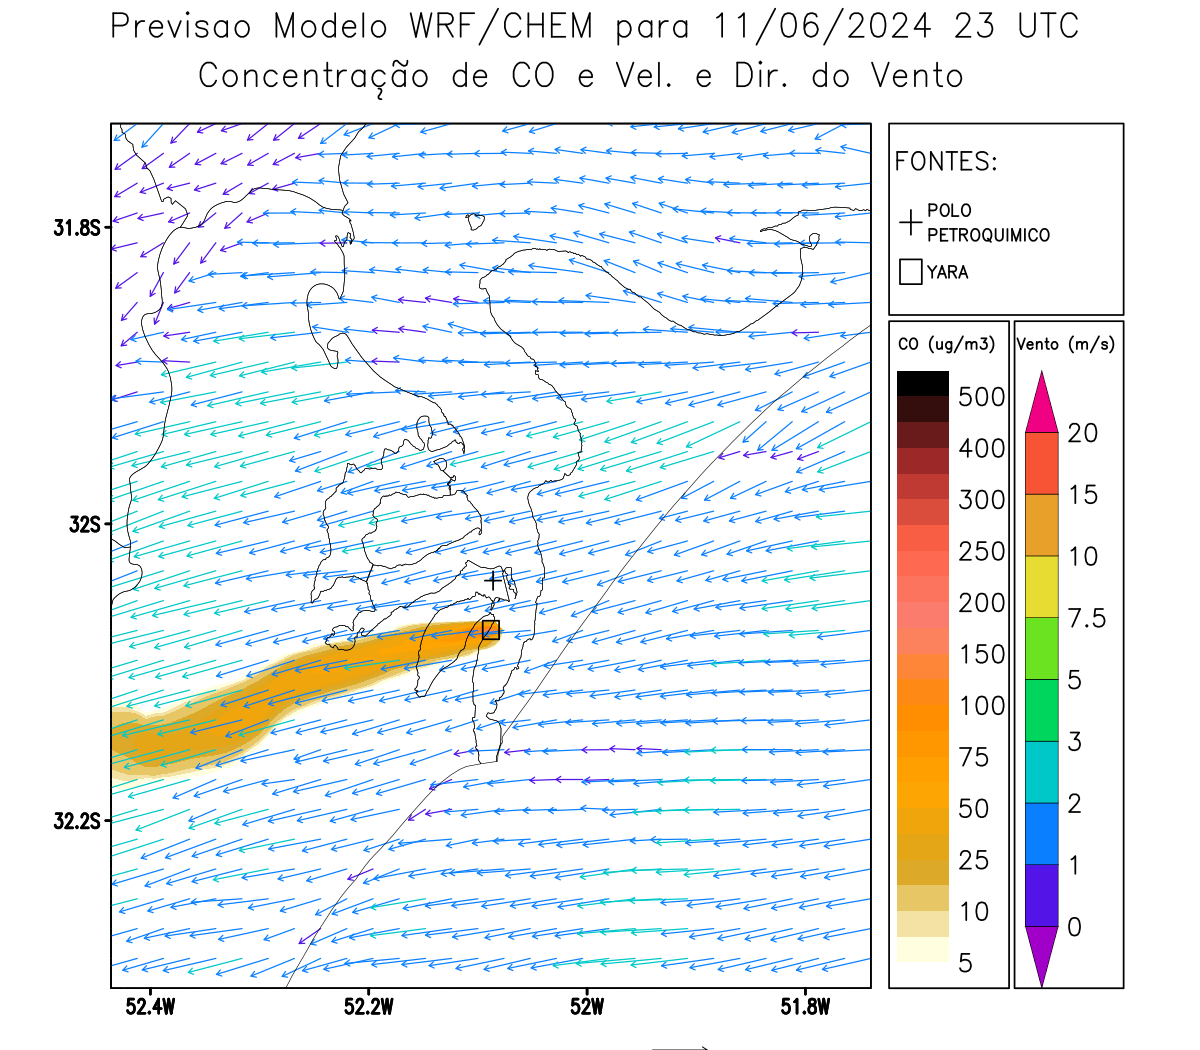 Previsao Modelo WRF/CHEM para 11/06/2024 23 UTC
Concentração de CO e Vel. e Dir. do Vento
FONTES:
POLO
PETROQUIMICO
YARA
31.8S
32S
32.2S
52.4W
52.2W
52W
51.8W
CO (ug/m3)
500
400
300
250
200
150
100
75
50
25
10
5
Vento (m/s)
20
15
10
7.5
5
3
2
1
0